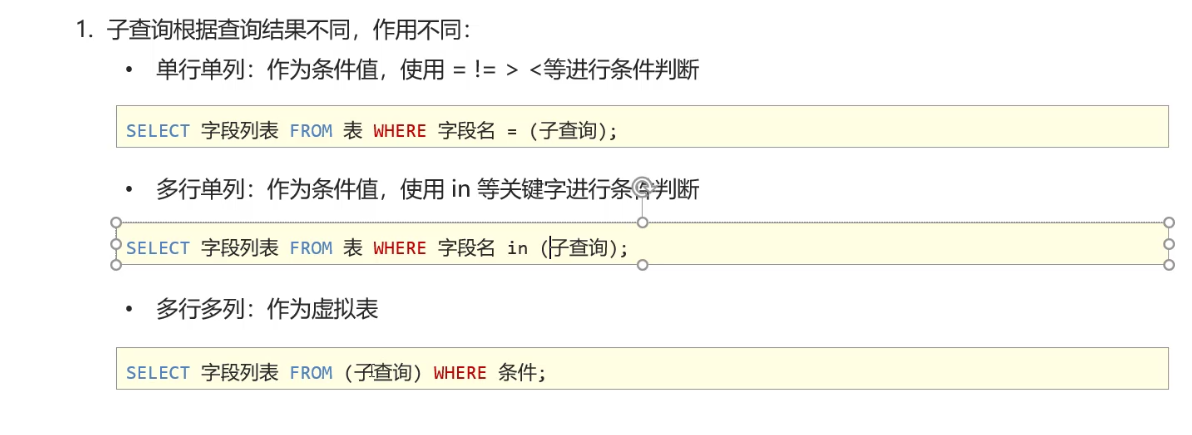 1. 子查询根据查询结果不同，作用不同：
• 单行单列：作为条件值，使用 = != > <等进行条件判断
SELECT 字段列表 FROM 表 WHERE 字段名 = (子查询);
• 多行单列：作为条件值，使用 in 等关键字进行条件判断
SELECT 字段列表 FROM 表 WHERE 字段名 in (子查询);
• 多行多列：作为虚拟表
SELECT 字段列表 FROM (子查询) WHERE 条件;